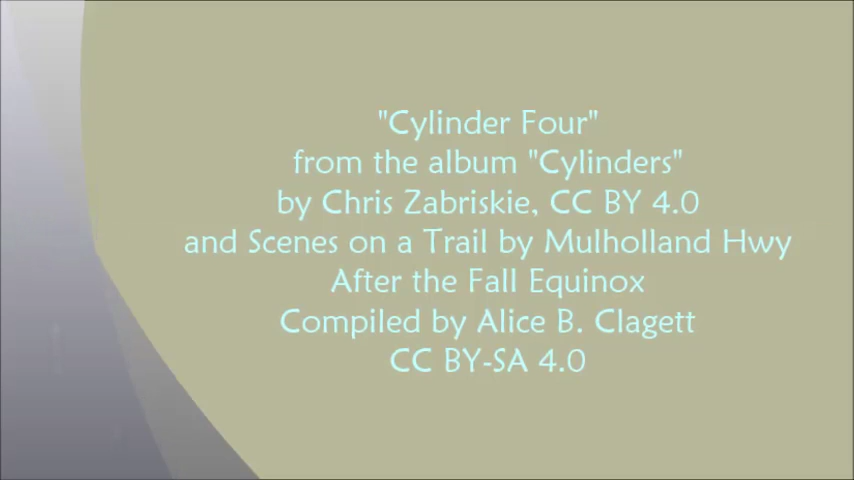 "Cylinder Four"
from the album "Cylinders"
by Chris Zabriskie, CC BY 4.0
and Scenes on a Trail by Mulholland Hwy
After the Fall Equinox
Compiled by Alice B. Clagett
CC BY-SA 4.0